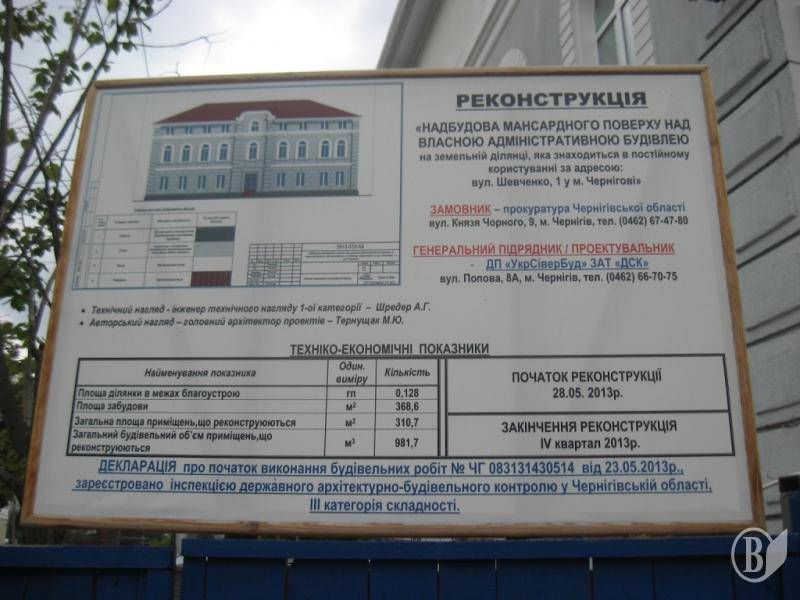 РЕКОНСТРУКЦІЯ
«НАДБУДОВА МАНСАРДНОГО ПОВЕРХУ НАД
ВЛАСНОЮ АДМІНІСТРАТИВНОЮ БУДІВЛЕЮ
на земельній ділянці, яка знаходиться в постійному
користуванні за адресою:
вул. Шевченко, 1 у м. Чернігові»
ЗАМОВНИК – прокуратура Чернігівської області
вул. Князя Чорного, 9, м. Чернігів, тел. (0462) 67-47-80
ГЕНЕРАЛЬНИЙ ПІДРЯДНИК / ПРОЕКТУВАЛЬНИК
- ДП «УкрСіверБуд» ЗАТ «ДСК»
вул. Попова, 8А, м. Чернігів, тел. (0462) 66-70-75
• Технічний нагляд - інженер технічного нагляду 1-ої категорії – Шредер А.Г.
• Авторський нагляд – головний архітектор проектів – Тернущак М.Ю.
ТЕХНІКО-ЕКОНОМІЧНІ ПОКАЗНИКИ
Найменування показника Один. виміру Кількість
Площа ділянки в межах благоустрою гп 0,128
Площа забудови м² 368,6
Загальна площа приміщень,що реконструюються м² 310,7
Загальний будівельний об'єм приміщень,що
реконструюються м³ 981,7
ПОЧАТОК РЕКОНСТРУКЦІЇ
28.05. 2013р.
ЗАКІНЧЕННЯ РЕКОНСТРУКЦІЯ
IV квартал 2013р.
ДЕКЛАРАЦІЯ про початок виконання будівельних робіт № ЧГ 083131430514 від 23.05.2013р.,
зареєстровано інспекцією державного архітектурно-будівельного контролю у Чернігівській області,
ІІІ категорія складності.
В